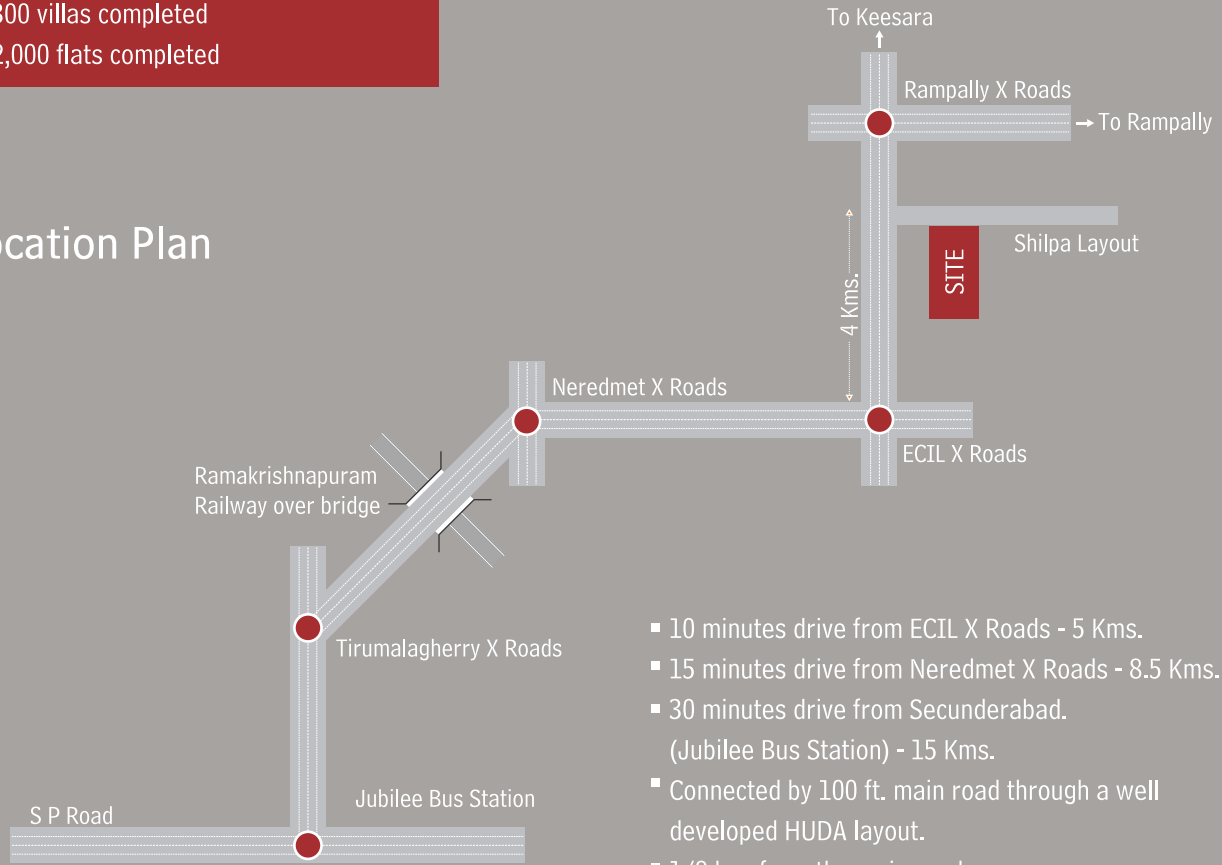 300 villas completed
2,000 flats completed
To Keesara
Rampally X Roads
To Rampally
Location Plan
Shilpa Layout
SITE
4 Kms.
Neredmet X Roads
ECIL X Roads
Ramakrishnapuram
Railway over bridge
Tirumalagherry X Roads
Jubilee Bus Station
S P Road
▪ 10 minutes drive from ECIL X Roads - 5 Kms.
▪ 15 minutes drive from Neredmet X Roads - 8.5 Kms.
▪ 30 minutes drive from Secunderabad.
(Jubilee Bus Station) - 15 Kms.
▪ Connected by 100 ft. main road through a well
developed HUDA layout.